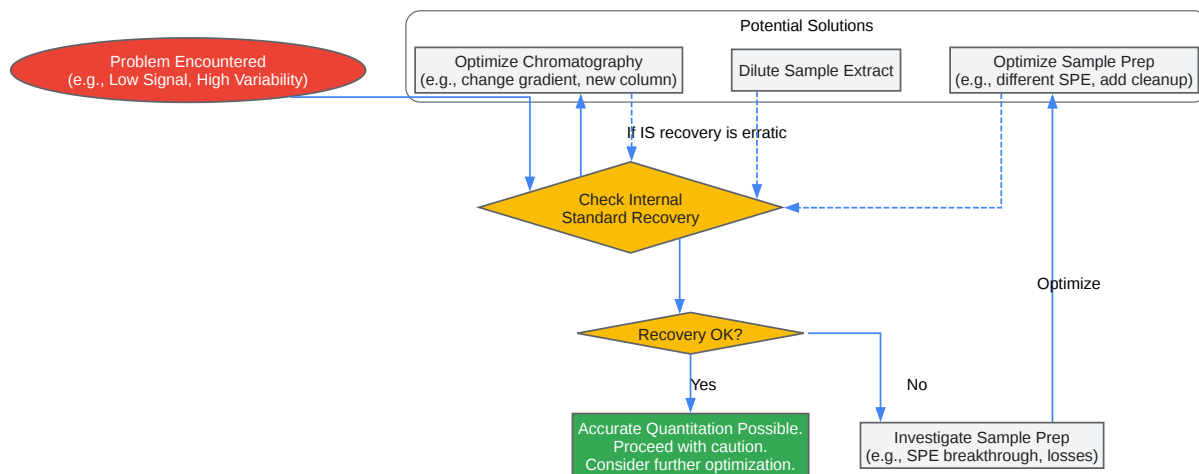 Potential Solutions
Problem Encountered
(e.g., Low Signal, High Variability)
Optimize Chromatography
(e.g., change gradient, new column)
Dilute Sample Extract
Optimize Sample Prep
(e.g., different SPE, add cleanup)
If IS recovery is erratic
Check Internal
Standard Recovery
Optimize
Recovery OK?
Yes
No
Accurate Quantitation Possible.
Proceed with caution.
Consider further optimization.
Investigate Sample Prep
(e.g., SPE breakthrough, losses)